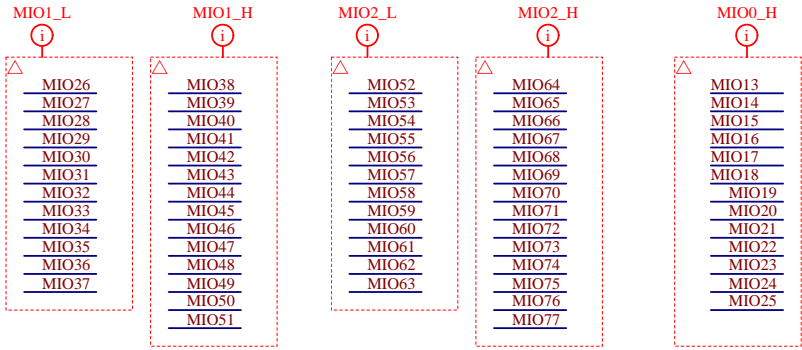 MIO1_L
i
MIO26
MIO27
MIO28
MIO29
MIO30
MIO31
MIO32
MIO33
MIO34
MIO35
MIO36
MIO37
MIO1_H
i
MIO38
MIO39
MIO40
MIO41
MIO42
MIO43
MIO44
MIO45
MIO46
MIO47
MIO48
MIO49
MIO50
MIO51
MIO2_L
i
MIO52
MIO53
MIO54
MIO55
MIO56
MIO57
MIO58
MIO59
MIO60
MIO61
MIO62
MIO63
MIO2_H
i
MIO64
MIO65
MIO66
MIO67
MIO68
MIO69
MIO70
MIO71
MIO72
MIO73
MIO74
MIO75
MIO76
MIO77
MIO0_H
i
MIO13
MIO14
MIO15
MIO16
MIO17
MIO18
MIO19
MIO20
MIO21
MIO22
MIO23
MIO24
MIO25